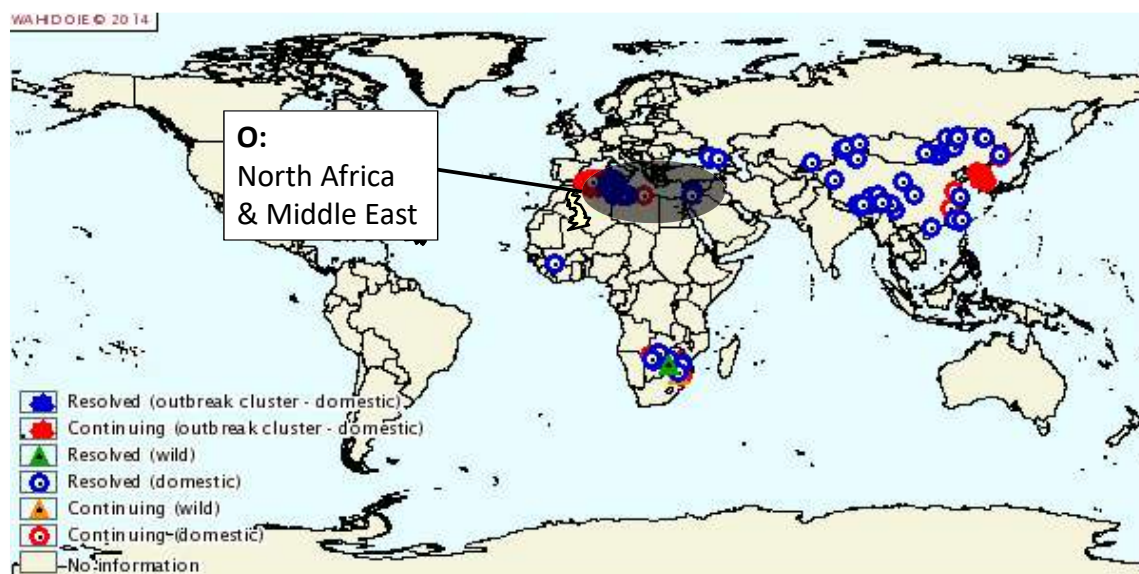 WAHID OIE © 2014
O:
North Africa
& Middle East
Resolved (outbreak cluster - domestic)
Continuing (outbreak cluster - domestic)
Resolved (wild)
Resolved (domestic)
Continuing (wild)
Continuing (domestic)
No information